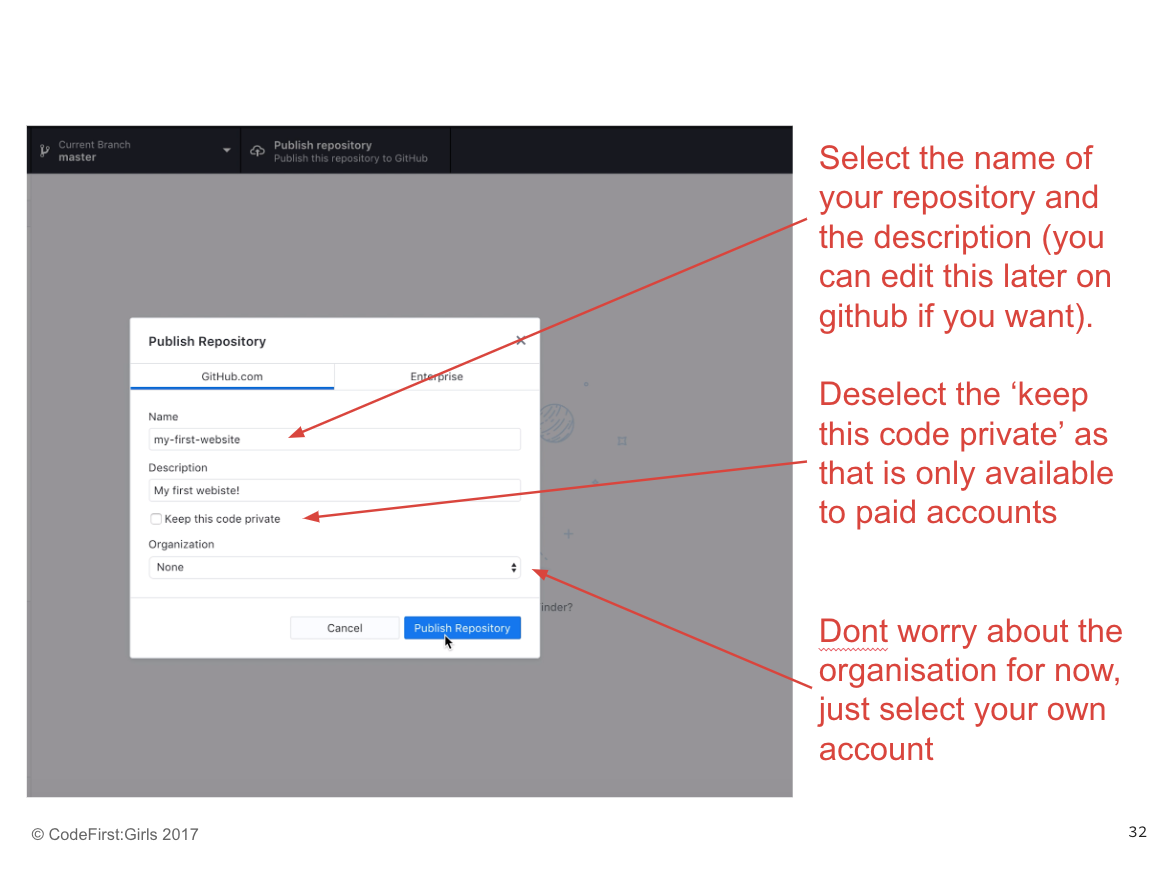 Current Branch
master
Publish repository
Publish this repository to GitHub
Publish Repository
GitHub.com
Enterprise
Name
my-first-website
Description
My first webiste!
Keep this code private
Organization
None
inder?
Cancel
Publish Repository
Select the name of
your repository and
the description (you
can edit this later on
github if you want).
Deselect the ‘keep
this code private’ as
that is only available
to paid accounts
Dont worry about the
organisation for now,
just select your own
account
© CodeFirst:Girls 2017
32